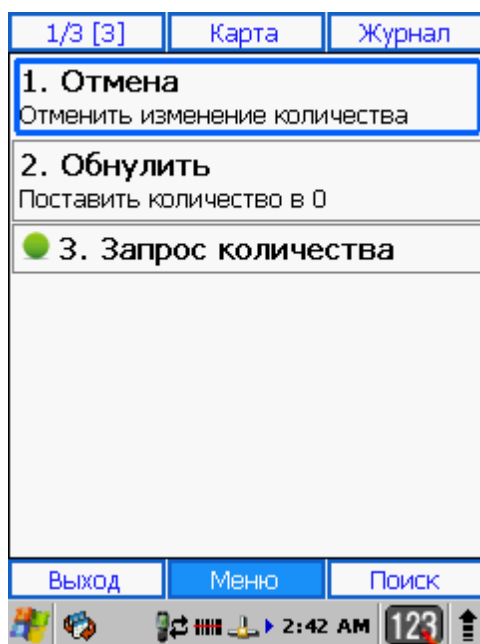 1/3 [3] Карта Журнал
1. Отмена
Отменить изменение количества
2. Обнулить
Поставить количество в 0
3. Запрос количества
Выход Меню Поиск
2:42 AM 123